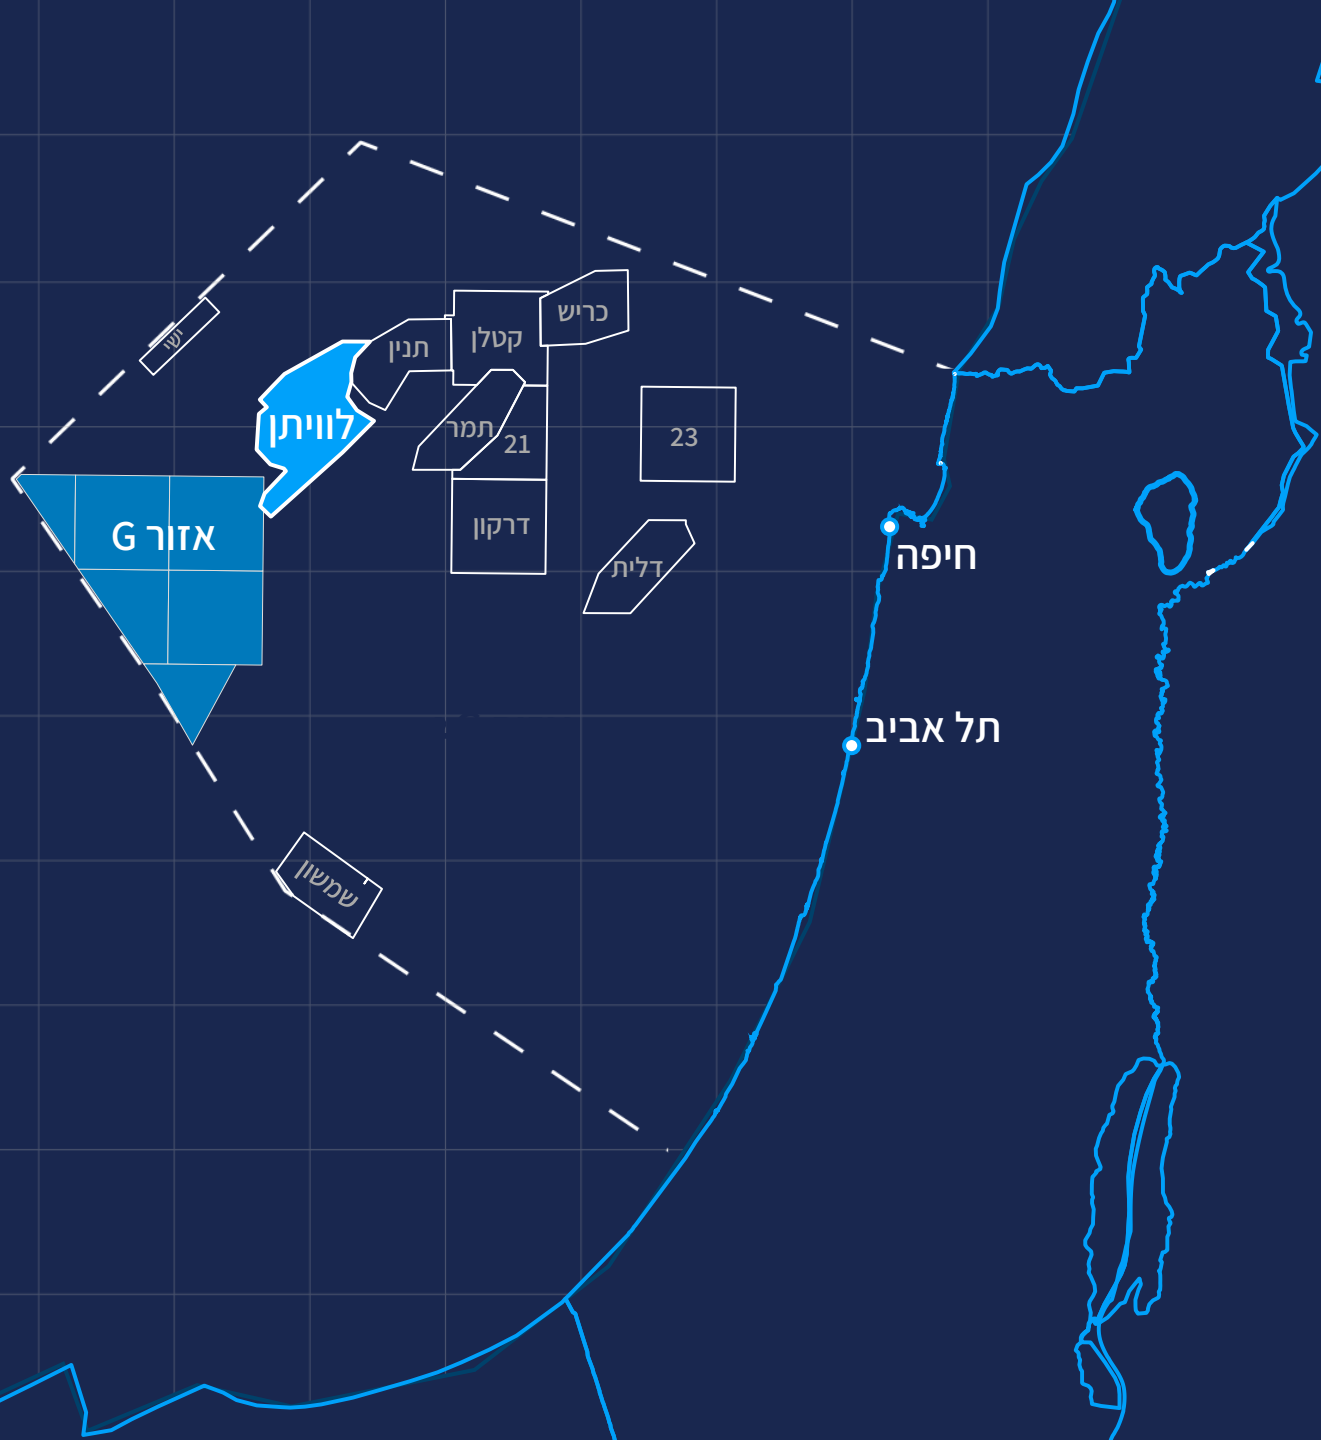 כריש
קטלן
תנין
ישי
לוויתן
תמר
21
23
אזור G
דרקון
דלית
חיפה
תל אביב
שמשון